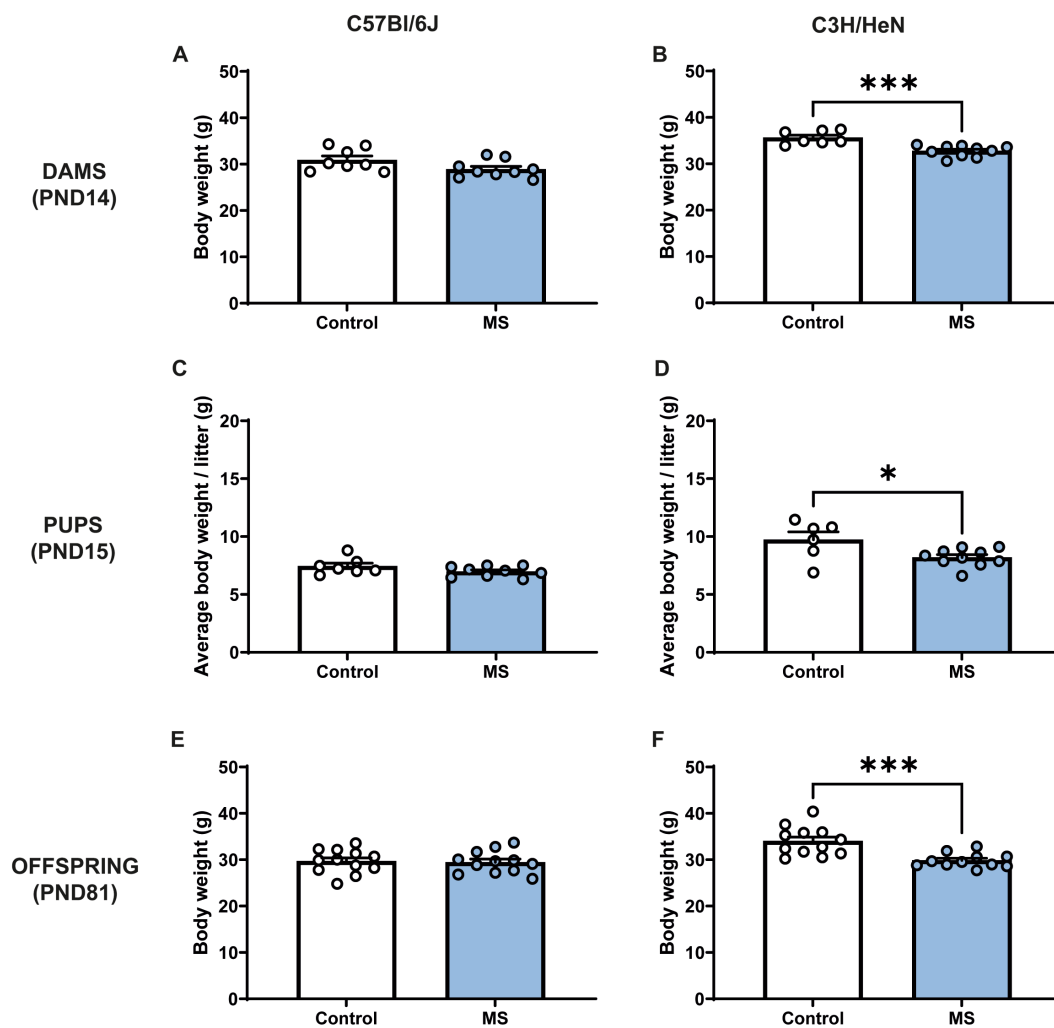 C57Bl/6J
C3H/HeN
DAMS
(PND14)
A
Body weight (g)
50
40
30
20
10
0
Control
MS
B
Body weight (g)
50
40
30
20
10
0
***
Control
MS
PUPS
(PND15)
C
Average body weight / litter (g)
20
15
10
5
0
Control
MS
D
Average body weight / litter (g)
20
15
10
5
0
*
Control
MS
OFFSPRING
(PND81)
E
Body weight (g)
50
40
30
20
10
0
Control
MS
F
Body weight (g)
50
40
30
20
10
0
***
Control
MS